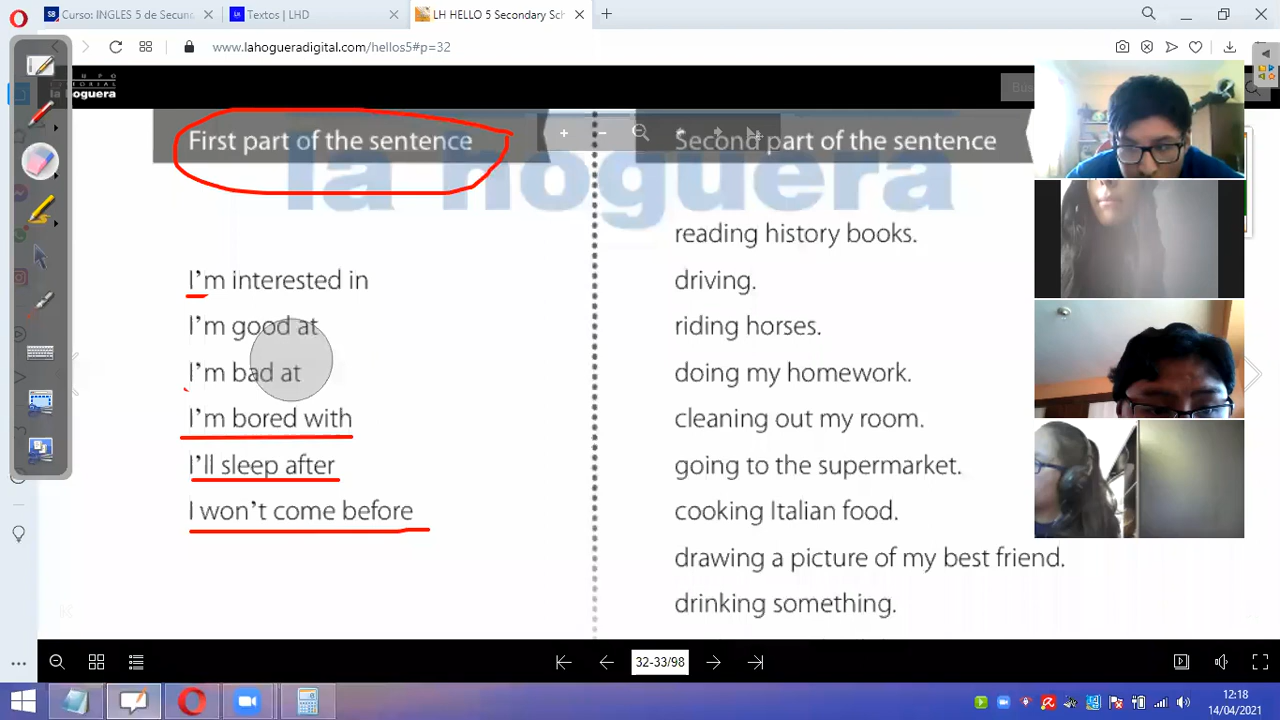 Curso: INGLES 5 de Secund
Textos | LHD
LH HELLO 5 Secondary Sch
www.lahogueradigital.com/hellos5#p=32
la hoguera
First part of the sentence
Second part of the sentence
la hoguera
I'm interested in
I'm good at
I'm bad at
I'm bored with
I'll sleep after
I won't come before
reading history books.
driving.
riding horses.
doing my homework.
cleaning out my room.
going to the supermarket.
cooking Italian food.
drawing a picture of my best friend.
drinking something.
32-33/98
12:18
14/04/2021